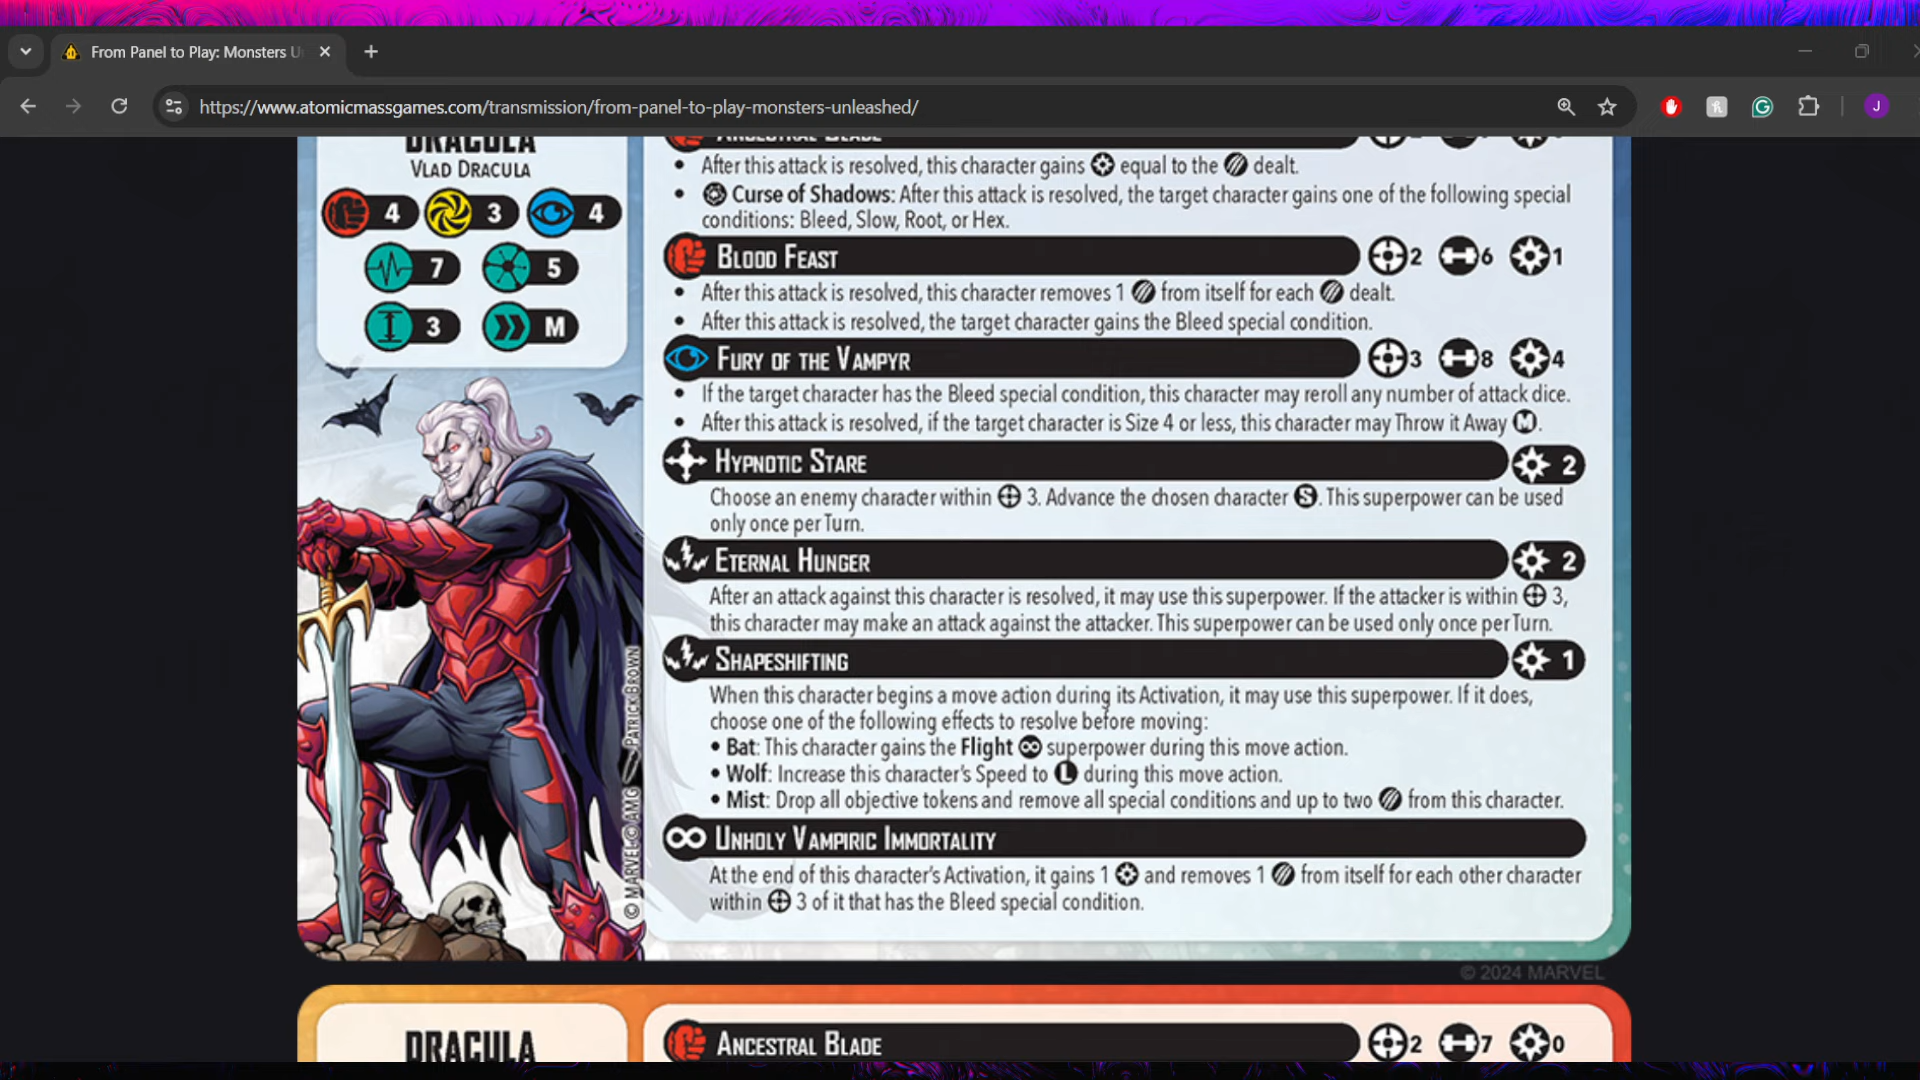 From Panel to Play: Monsters U
https://www.atomicmassgames.com/transmission/from-panel-to-play-monsters-unleashed/
J
DRACULA
VLAD DRACULA
4 3 4
7 5
3 M
ANCESTRAL BLADE
• After this attack is resolved, this character gains equal to the dealt.
• Curse of Shadows: After this attack is resolved, the target character gains one of the following special
conditions: Bleed, Slow, Root, or Hex.
BLOOD FEAST 2 6 1
• After this attack is resolved, this character removes 1 from itself for each dealt.
• After this attack is resolved, the target character gains the Bleed special condition.
FURY OF THE VAMPYR 3 8 4
• If the target character has the Bleed special condition, this character may reroll any number of attack dice.
• After this attack is resolved, if the target character is Size 4 or less, this character may Throw it Away M.
HYPNOTIC STARE 2
Choose an enemy character within 3. Advance the chosen character S. This superpower can be used
only once per Turn.
ETERNAL HUNGER 2
After an attack against this character is resolved, it may use this superpower. If the attacker is within 3,
this character may make an attack against the attacker. This superpower can be used only once per Turn.
SHAPESHIFTING 1
When this character begins a move action during its Activation, it may use this superpower. If it does,
choose one of the following effects to resolve before moving:
• Bat: This character gains the Flight ∞ superpower during this move action.
• Wolf: Increase this character's Speed to L during this move action.
• Mist: Drop all objective tokens and remove all special conditions and up to two from this character.
∞ UNHOLY VAMPIRIC IMMORTALITY
At the end of this character's Activation, it gains 1 and removes 1 from itself for each other character
within 3 of it that has the Bleed special condition.
© MARVEL © AMG PATRICK BROWN
© 2024 MARVEL
DRACULA
ANCESTRAL BLADE 2 7 0